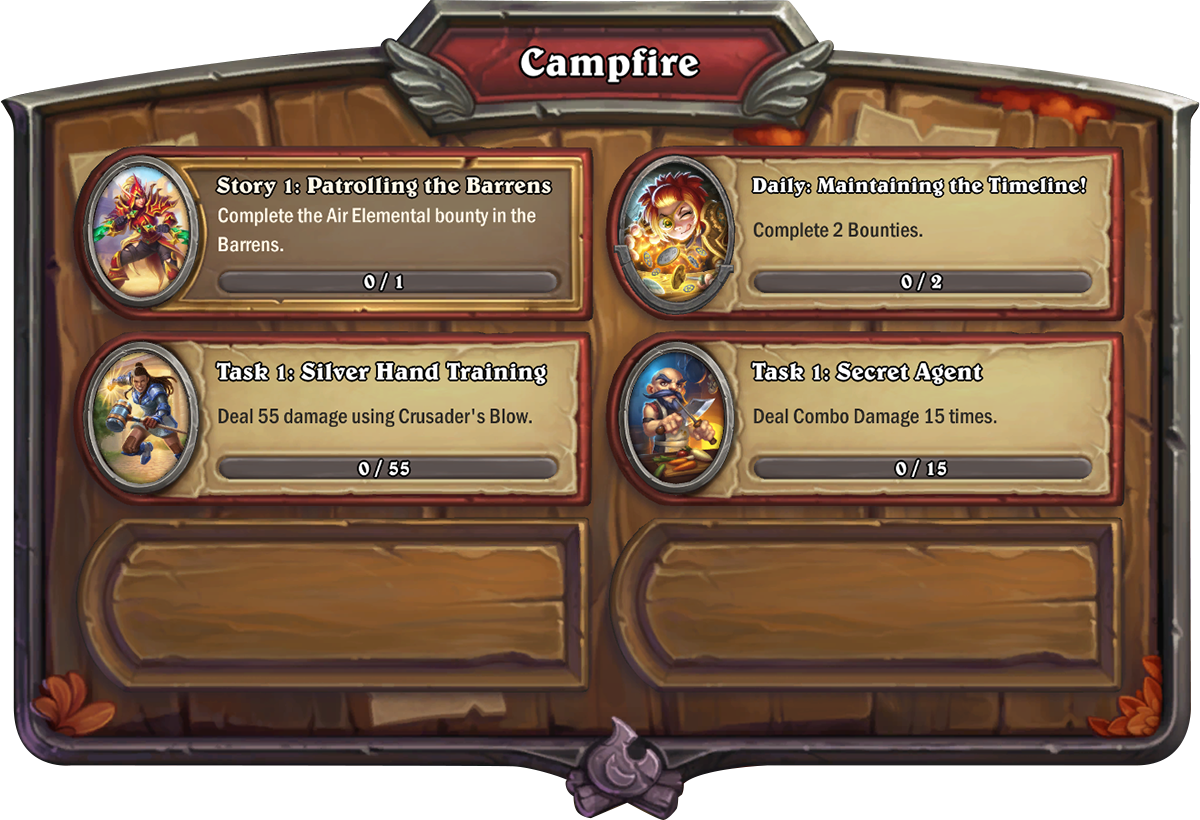 Campfire
Story 1: Patrolling the Barrens
Complete the Air Elemental bounty in the
Barrens.
0 / 1
Daily: Maintaining the Timeline!
Complete 2 Bounties.
0 / 2
Task 1: Silver Hand Training
Deal 55 damage using Crusader's Blow.
0 / 55
Task 1: Secret Agent
Deal Combo Damage 15 times.
0 / 15